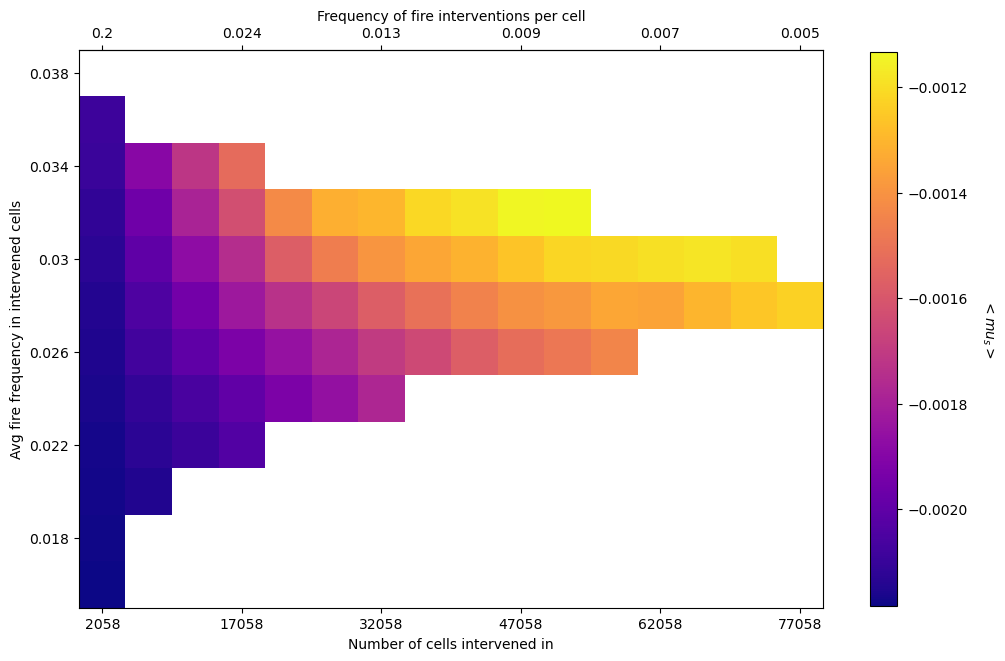 Frequency of fire interventions per cell
0.2 0.024 0.013 0.009 0.007 0.005
Avg fire frequency in intervened cells
0.038
0.034
0.03
0.026
0.022
0.018
2058 17058 32058 47058 62058 77058
Number of cells intervened in
−0.0012
−0.0014
−0.0016
−0.0018
−0.0020
< mu_s >